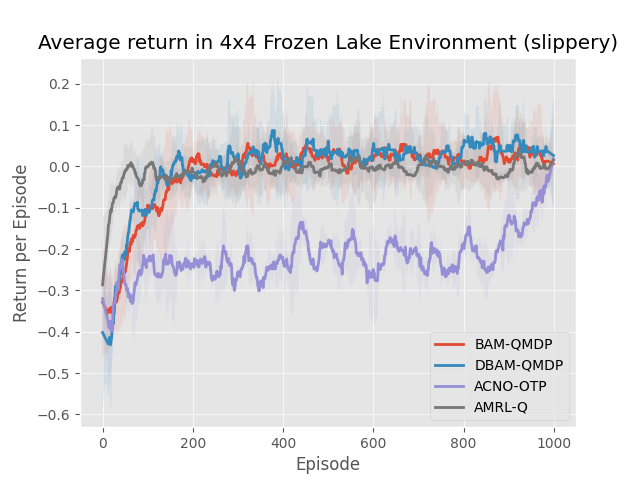 Average return in 4x4 Frozen Lake Environment (slippery)
Return per Episode
0.2
0.1
0.0
−0.1
−0.2
−0.3
−0.4
−0.5
−0.6
BAM-QMDP
DBAM-QMDP
ACNO-OTP
AMRL-Q
0 200 400 600 800 1000
Episode